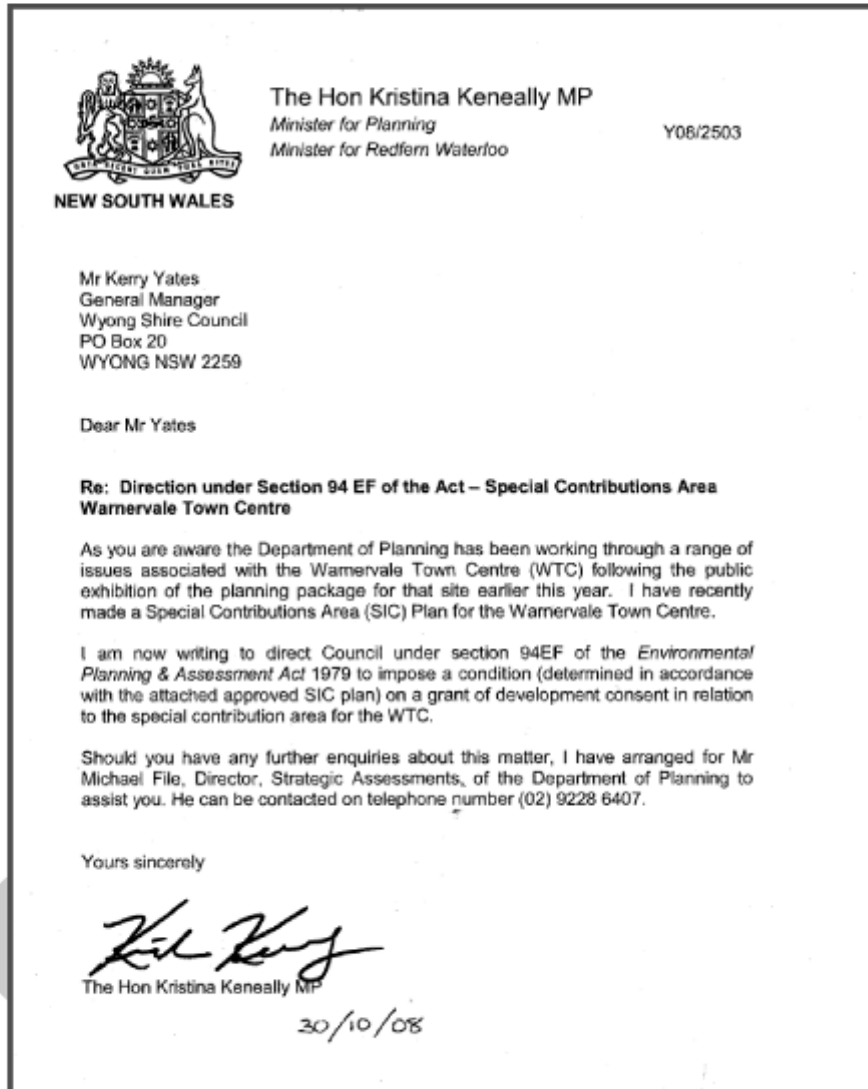 The Hon Kristina Keneally MP
Minister for Planning
Minister for Redfern Waterloo
Y08/2503
NEW SOUTH WALES
Mr Kerry Yates
General Manager
Wyong Shire Council
PO Box 20
WYONG NSW 2259
Dear Mr Yates
Re: Direction under Section 94 EF of the Act – Special Contributions Area
Warnervale Town Centre
As you are aware the Department of Planning has been working through a range of
issues associated with the Warnervale Town Centre (WTC) following the public
exhibition of the planning package for that site earlier this year. I have recently
made a Special Contributions Area (SIC) Plan for the Warnervale Town Centre.
I am now writing to direct Council under section 94EF of the Environmental
Planning & Assessment Act 1979 to impose a condition (determined in accordance
with the attached approved SIC plan) on a grant of development consent in relation
to the special contribution area for the WTC.
Should you have any further enquiries about this matter, I have arranged for Mr
Michael File, Director, Strategic Assessments, of the Department of Planning to
assist you. He can be contacted on telephone number (02) 9228 6407.
Yours sincerely
The Hon Kristina Keneally MP
30/10/08